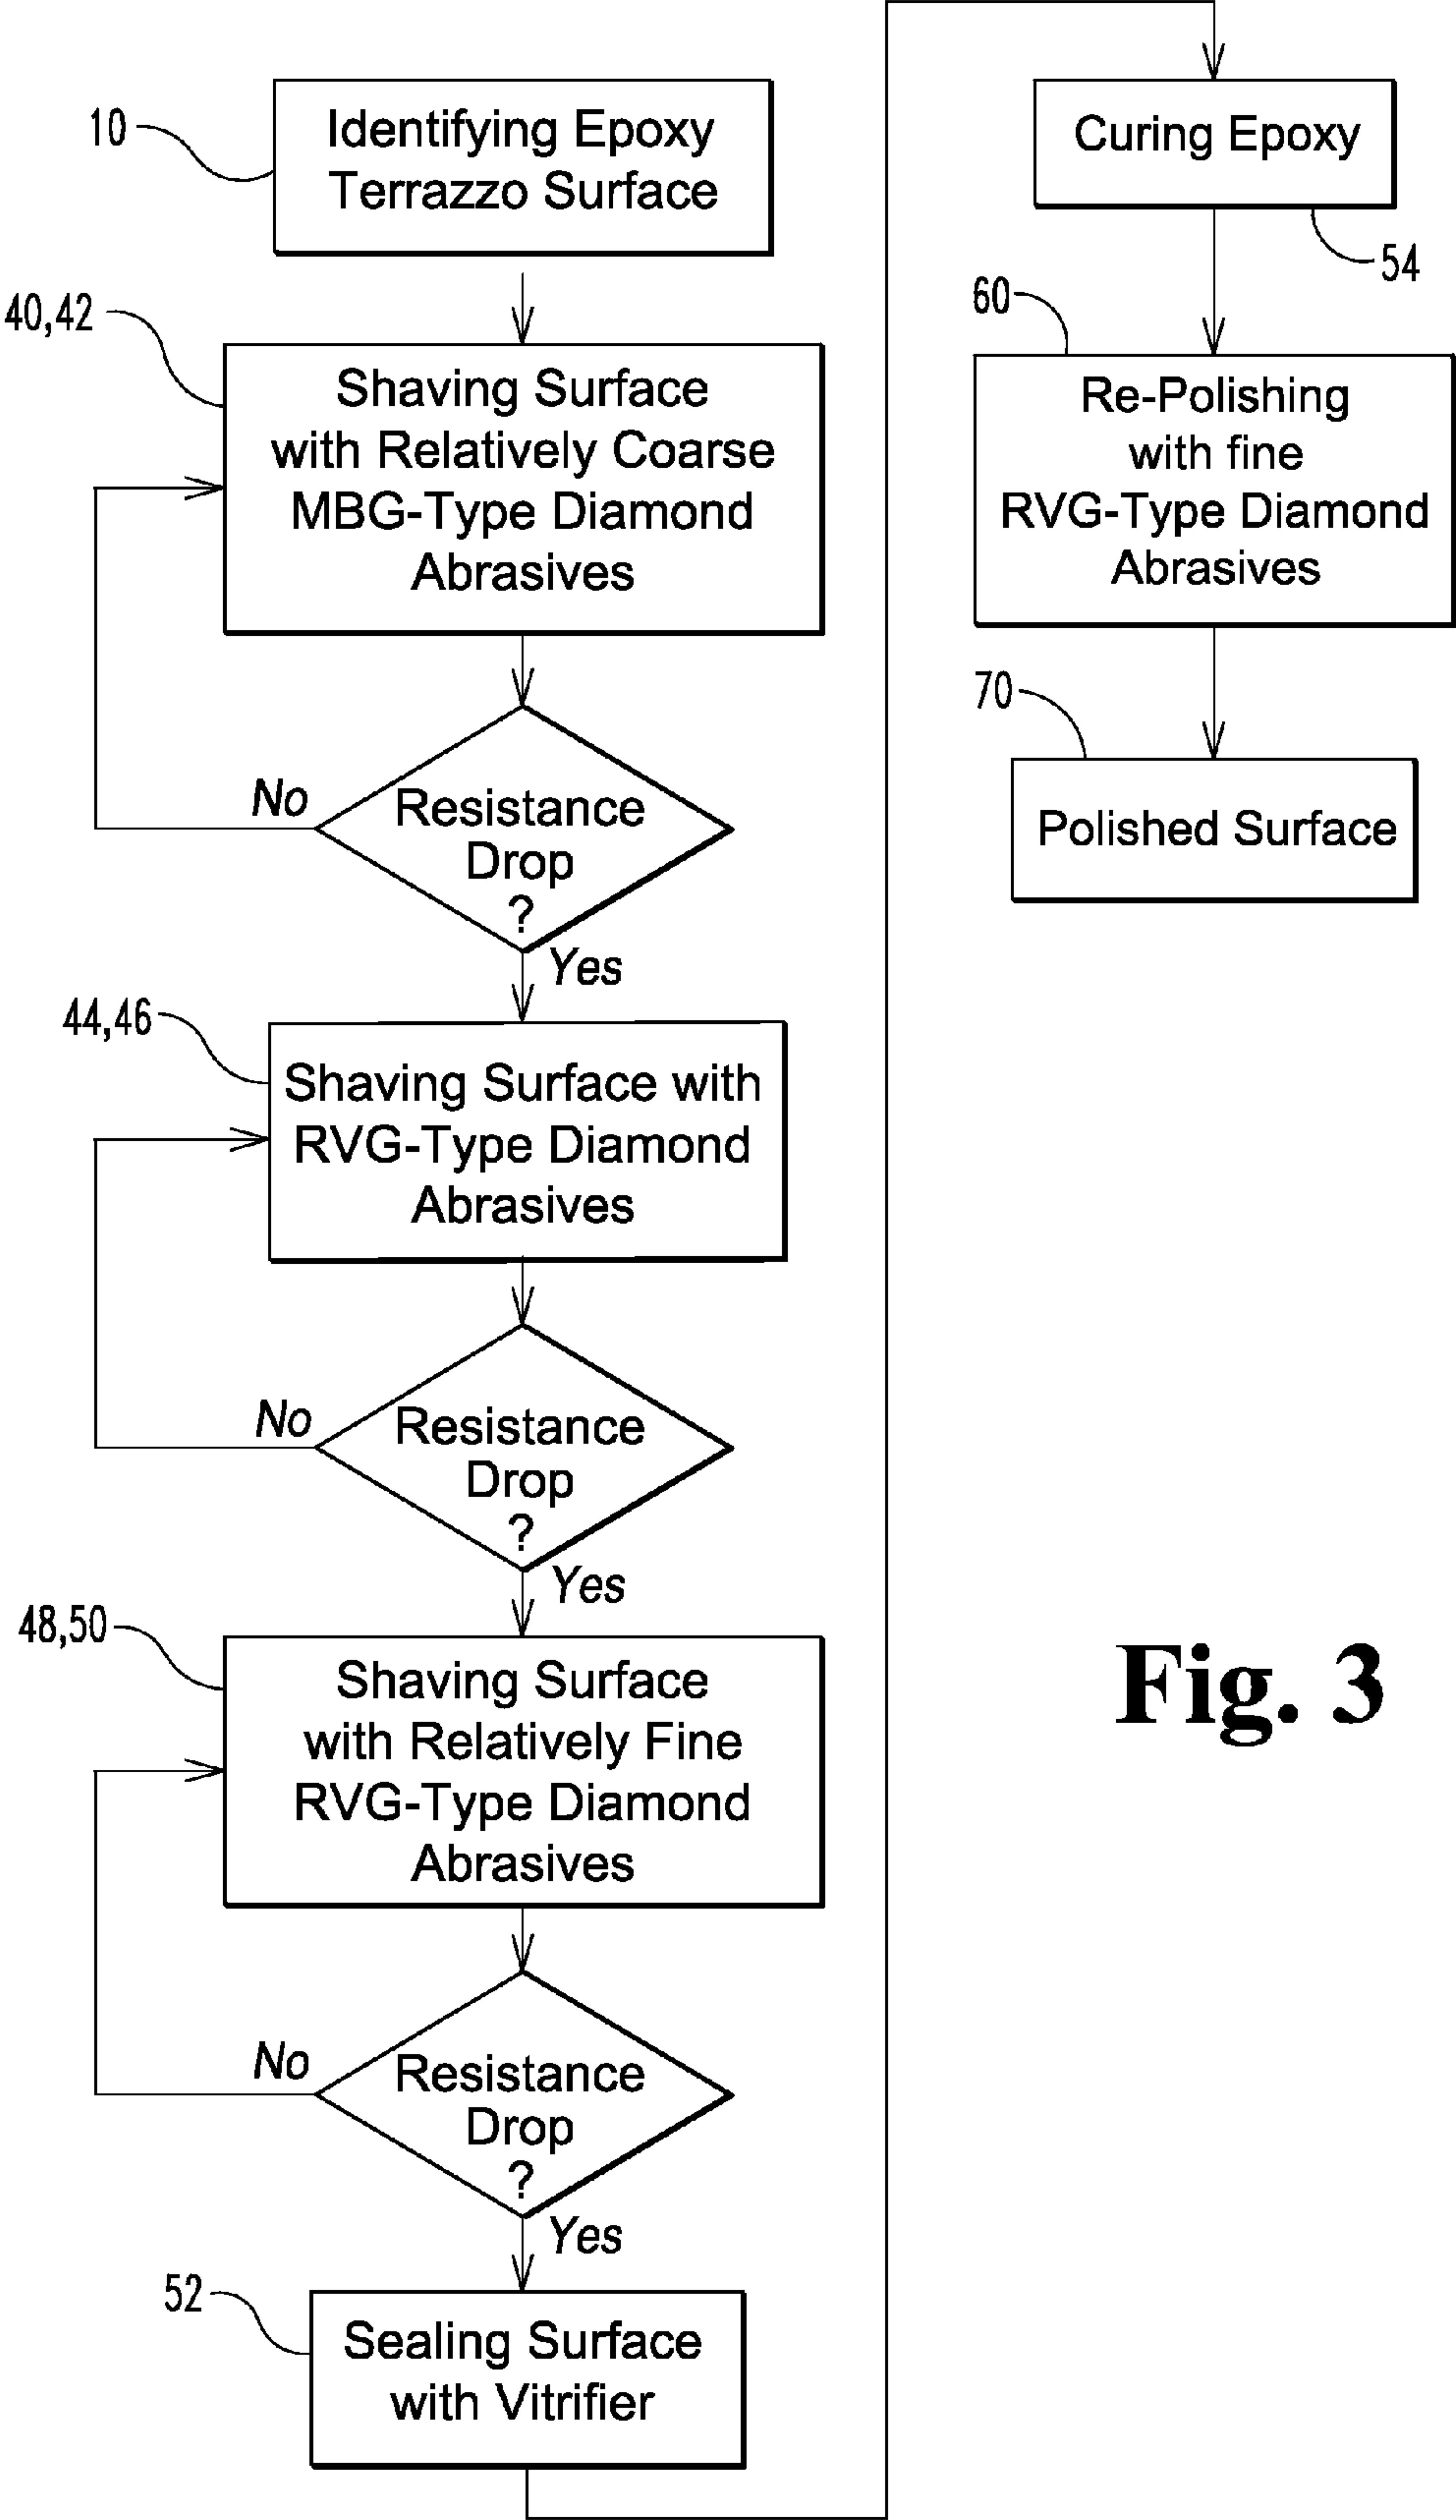 10
Identifying Epoxy
Terrazzo Surface
40,42
Shaving Surface
with Relatively Coarse
MBG-Type Diamond
Abrasives
No
Resistance
Drop
?
Yes
44,46
Shaving Surface with
RVG-Type Diamond
Abrasives
No
Resistance
Drop
?
Yes
48,50
Shaving Surface
with Relatively Fine
RVG-Type Diamond
Abrasives
No
Resistance
Drop
?
Yes
52
Sealing Surface
with Vitrifier
Curing Epoxy
54
60
Re-Polishing
with fine
RVG-Type Diamond
Abrasives
70
Polished Surface
Fig. 3